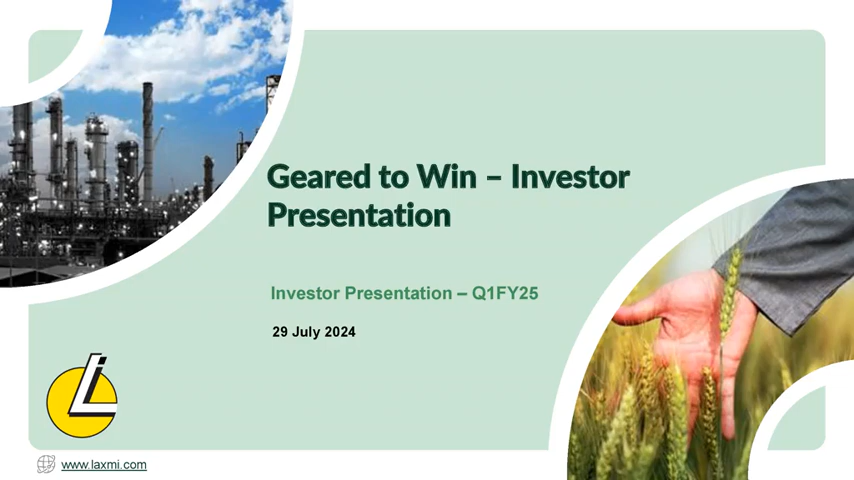 Geared to Win – Investor
Presentation
Investor Presentation – Q1FY25
29 July 2024
www.laxmi.com